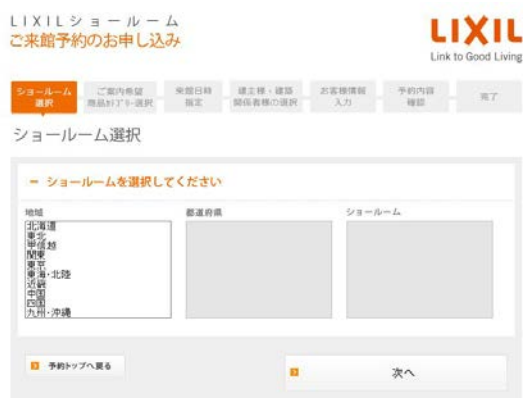 LIXILショールーム
ご来館予約のお申し込み
LIXIL
Link to Good Living
ショールーム
選択
ご案内希望
商品カテゴリー選択
来館日時
指定
建主様・建築
関係者様の選択
お客様情報
入力
予約内容
確認
完了
ショールーム選択
ショールームを選択してください
地域
都道府県
ショールーム
北海道
東北
甲信越
関東
東京
東海・北陸
近畿
中国
四国
九州・沖縄
予約トップへ戻る
次へ